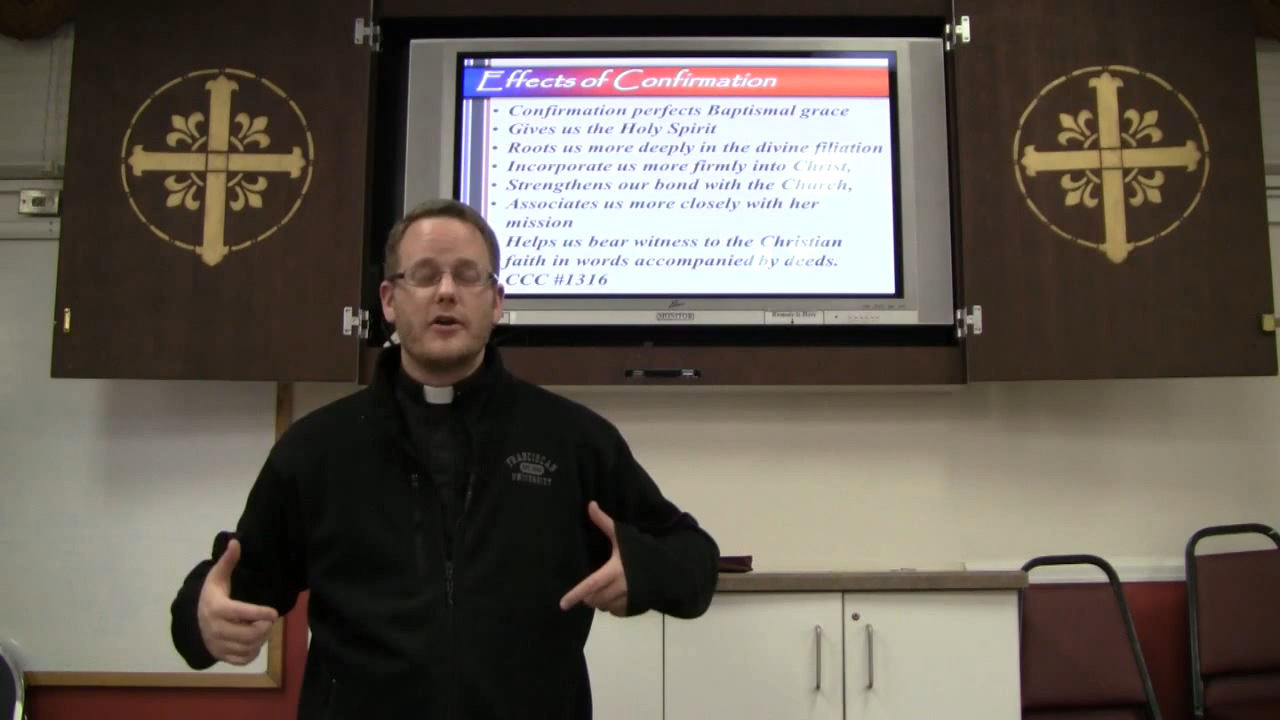 Effects of Confirmation
• Confirmation perfects Baptismal grace
• Gives us the Holy Spirit
• Roots us more deeply in the divine filiation
• Incorporate us more firmly into Christ,
• Strengthens our bond with the Church,
• Associates us more closely with her
mission
Helps us bear witness to the Christian
faith in words accompanied by deeds.
CCC #1316
MONITOR
FRANCISCAN
UNIVERSITY